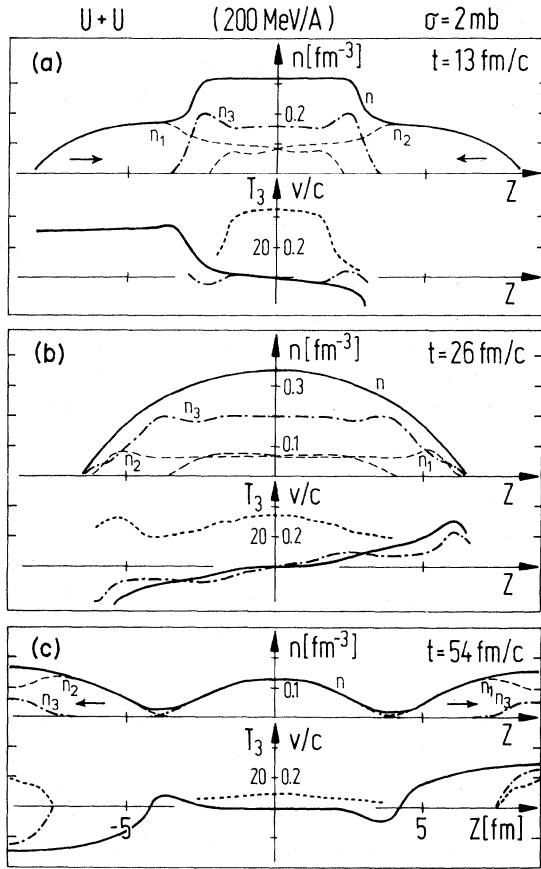 U + U (200 MeV/A) σ = 2 mb
(a) n[fm⁻³] t = 13 fm/c
n₃ 0.2 n
n₁ n₂
Z
T₃ v/c
20 0.2
Z
(b) n[fm⁻³] t = 26 fm/c
0.3 n
n₃
n₂ 0.1 n₁
Z
T₃ v/c
20 0.2
Z
(c) n[fm⁻³] t = 54 fm/c
n₂ n n₁
n₃ 0.1 n₃
Z
T₃ v/c
20 0.2
-5 5 Z[fm]